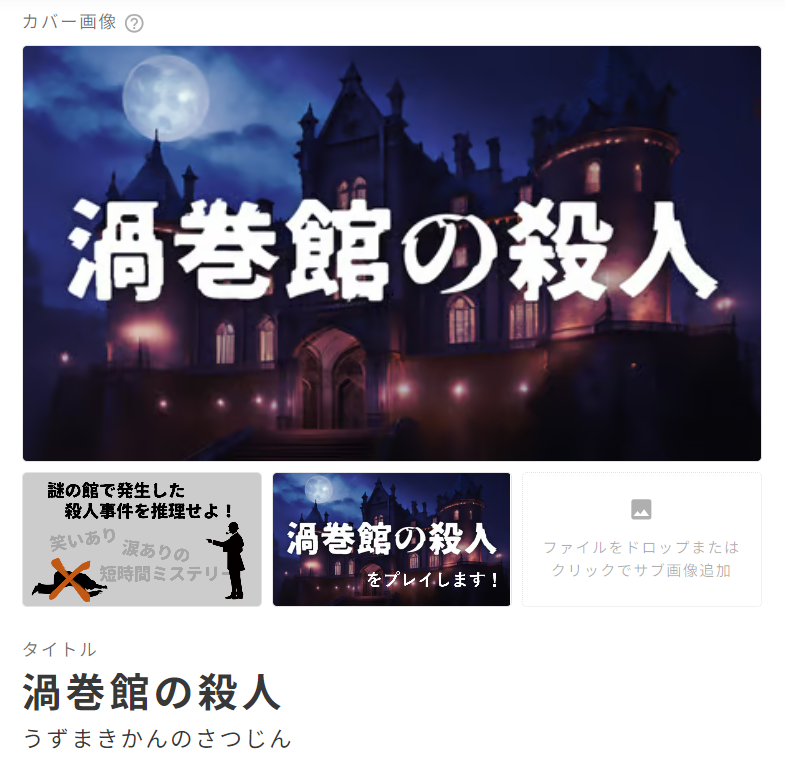 カバー画像
渦巻館の殺人
謎の館で発生した
殺人事件を推理せよ！
笑いあり 涙ありの
短時間ミステリー
渦巻館の殺人
をプレイします！
ファイルをドロップまたは
クリックでサブ画像追加
タイトル
渦巻館の殺人
うずまきかんのさつじん